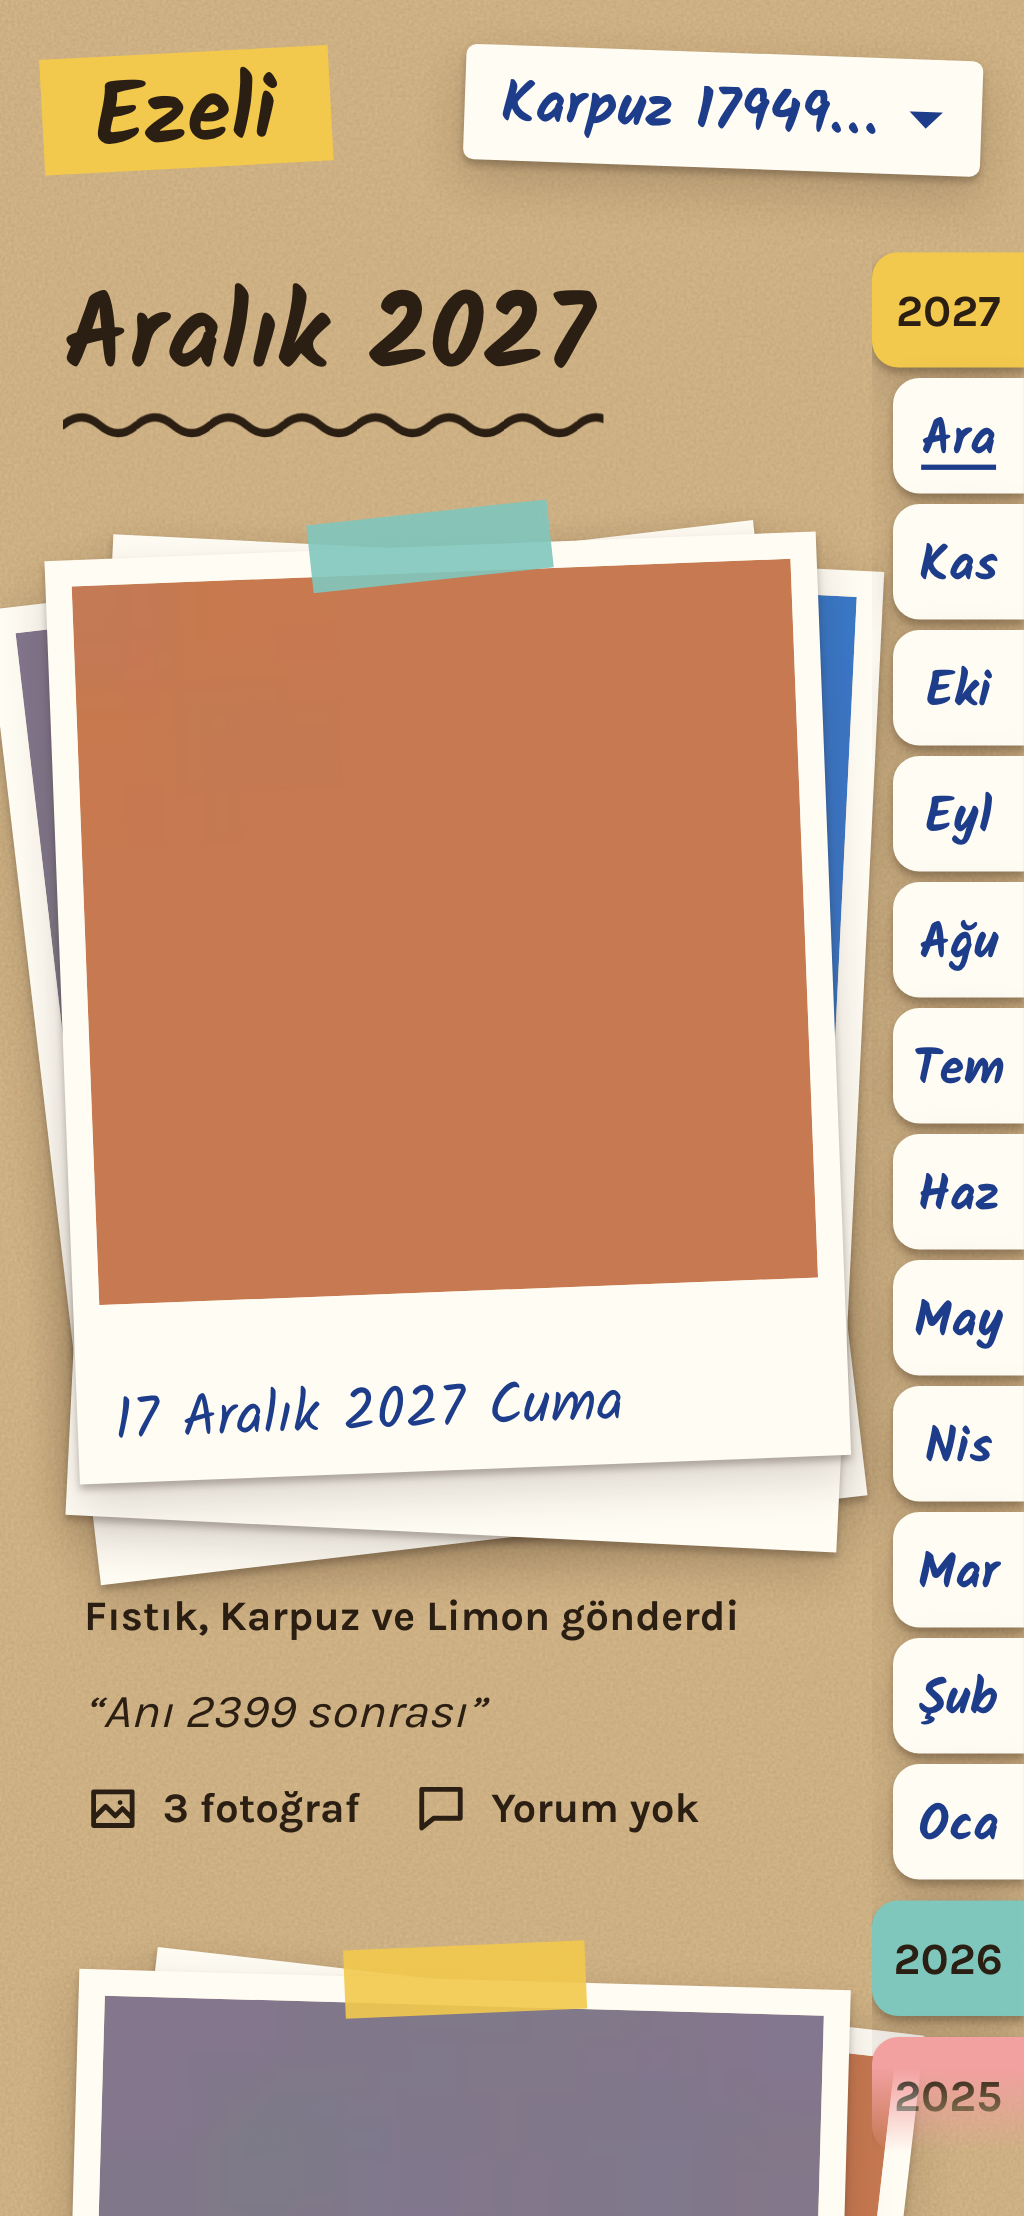 Ezeli
Karpuz 17949...
Aralık 2027
2027
Ara
Kas
Eki
Eyl
Ağu
Tem
Haz
May
Nis
Mar
Şub
Oca
2026
2025
17 Aralık 2027 Cuma
Fıstık, Karpuz ve Limon gönderdi
“Anı 2399 sonrası”
3 fotoğraf
Yorum yok